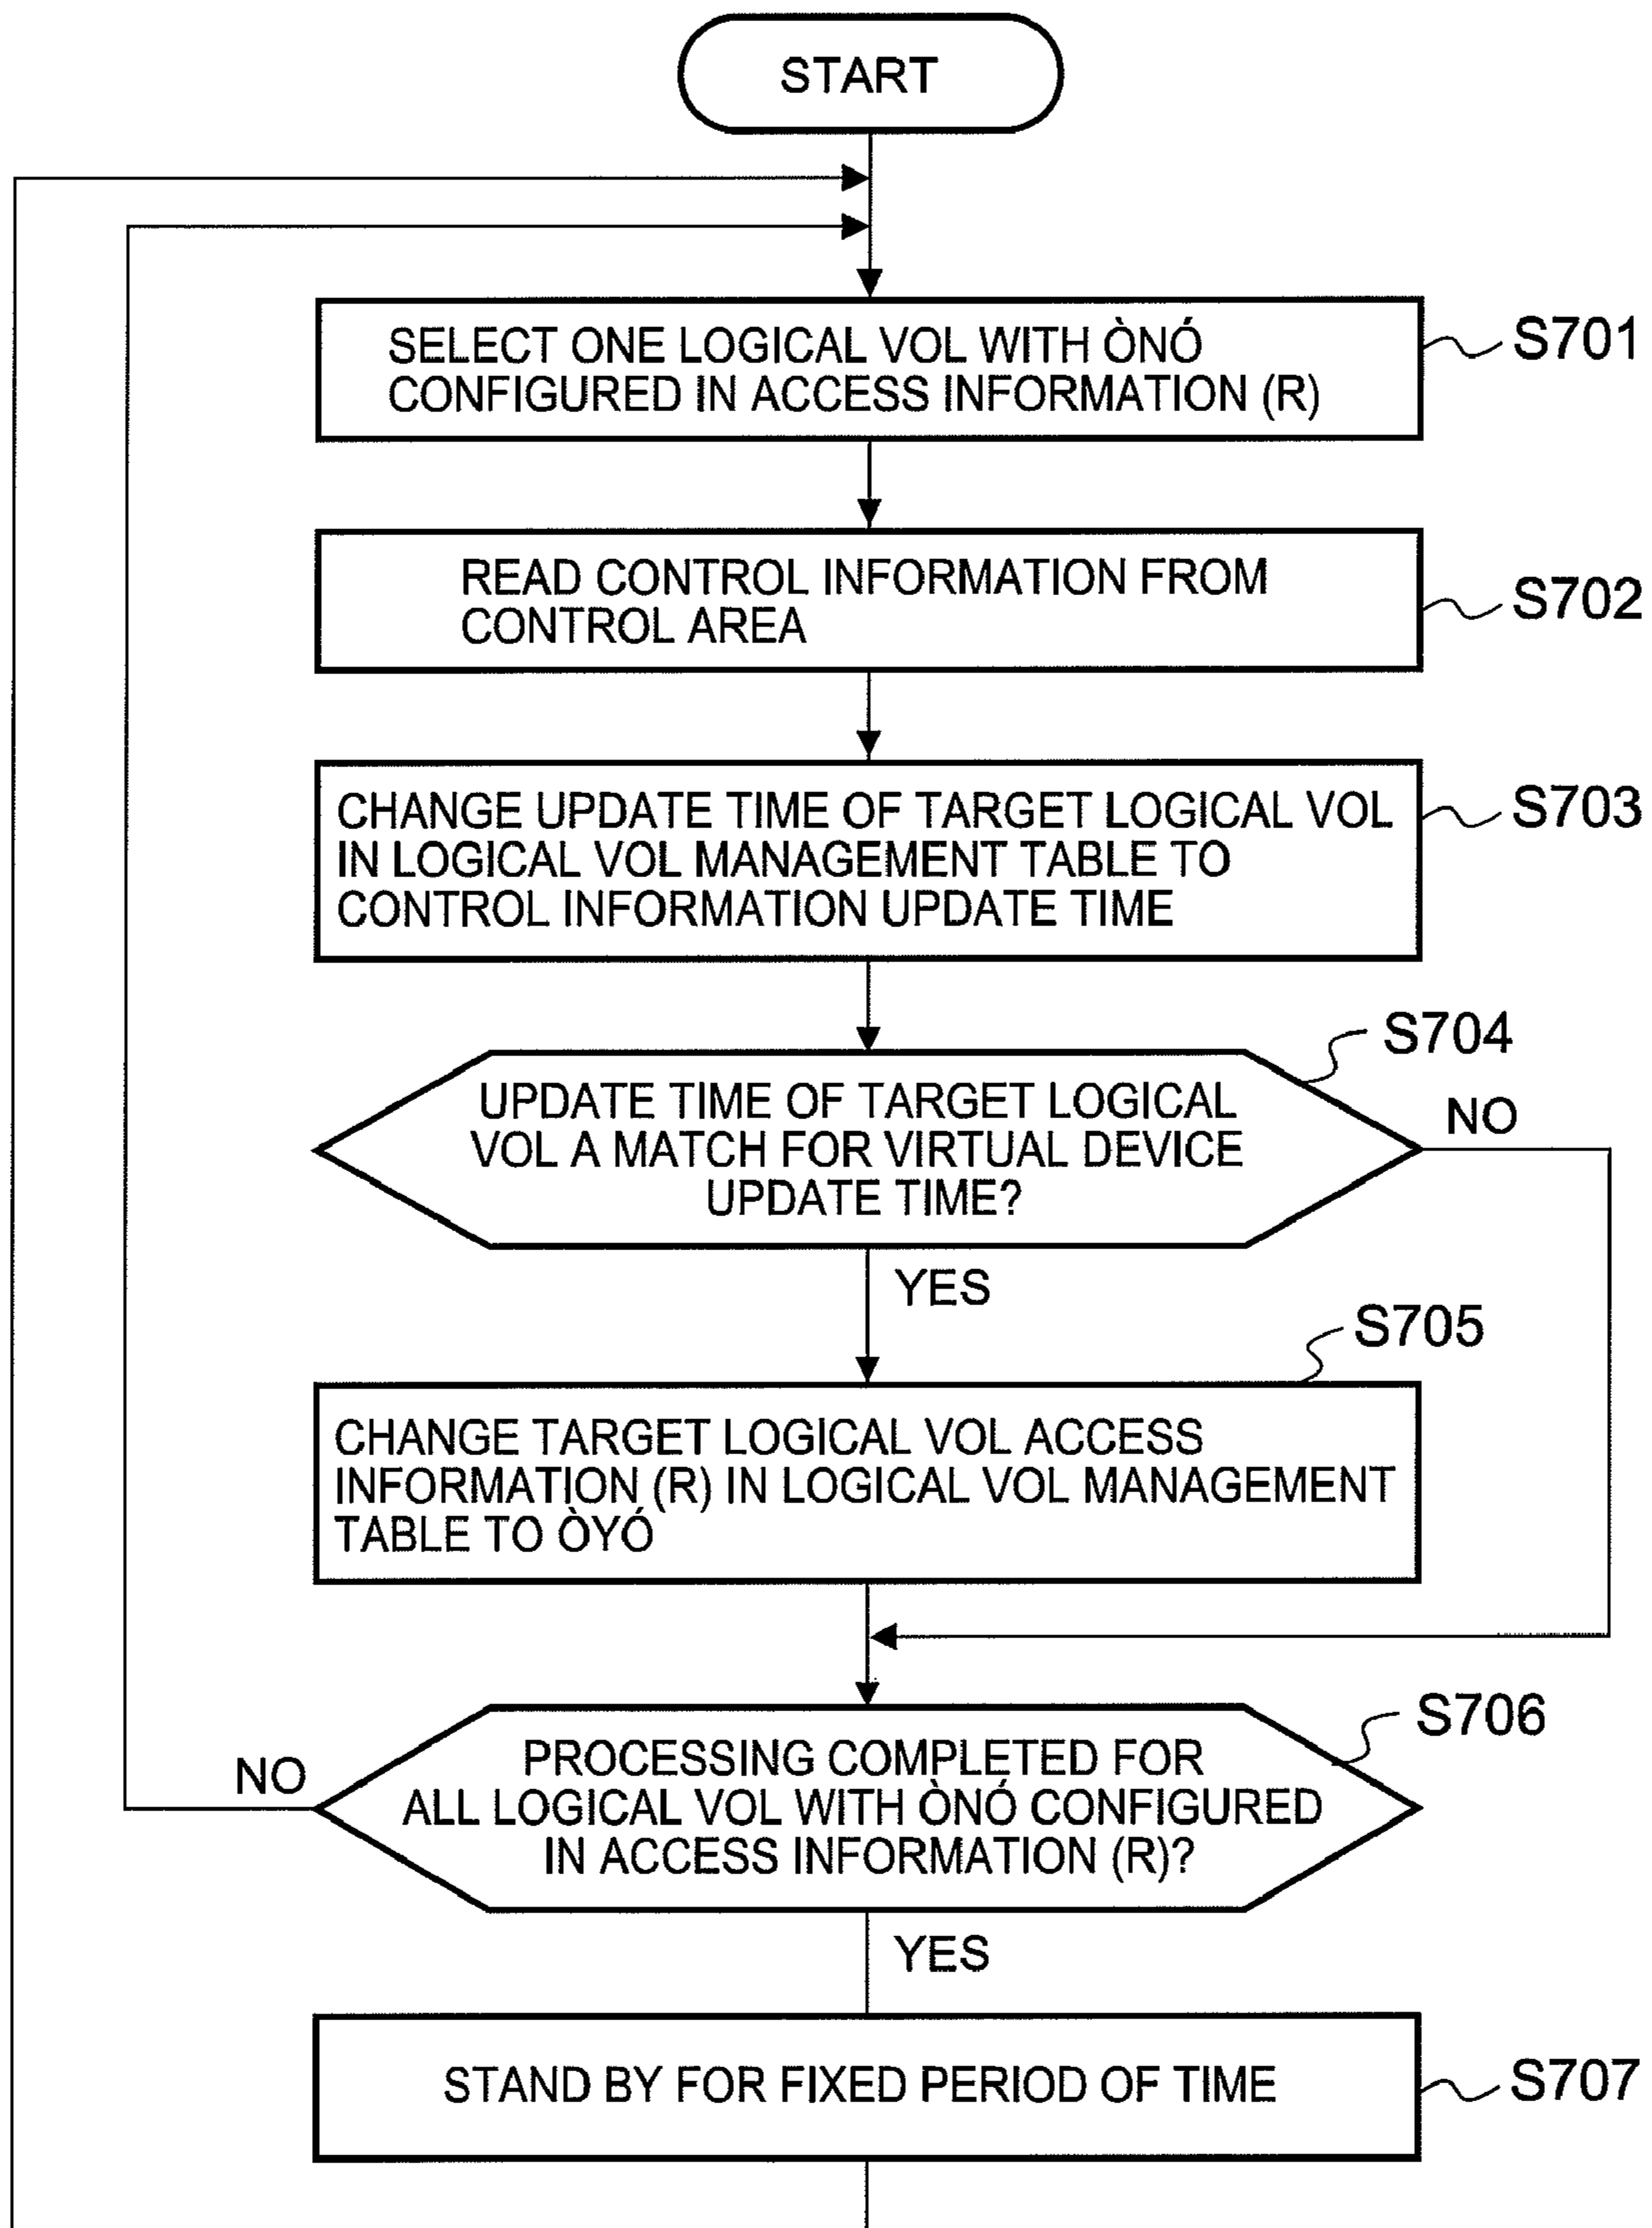 START
SELECT ONE LOGICAL VOL WITH ÒNÓ
CONFIGURED IN ACCESS INFORMATION (R)
S701
READ CONTROL INFORMATION FROM
CONTROL AREA
S702
CHANGE UPDATE TIME OF TARGET LOGICAL VOL
IN LOGICAL VOL MANAGEMENT TABLE TO
CONTROL INFORMATION UPDATE TIME
S703
S704
UPDATE TIME OF TARGET LOGICAL
VOL A MATCH FOR VIRTUAL DEVICE
UPDATE TIME?
NO
YES
S705
CHANGE TARGET LOGICAL VOL ACCESS
INFORMATION (R) IN LOGICAL VOL MANAGEMENT
TABLE TO ÒYÓ
S706
PROCESSING COMPLETED FOR
ALL LOGICAL VOL WITH ÒNÓ CONFIGURED
IN ACCESS INFORMATION (R)?
NO
YES
STAND BY FOR FIXED PERIOD OF TIME
S707